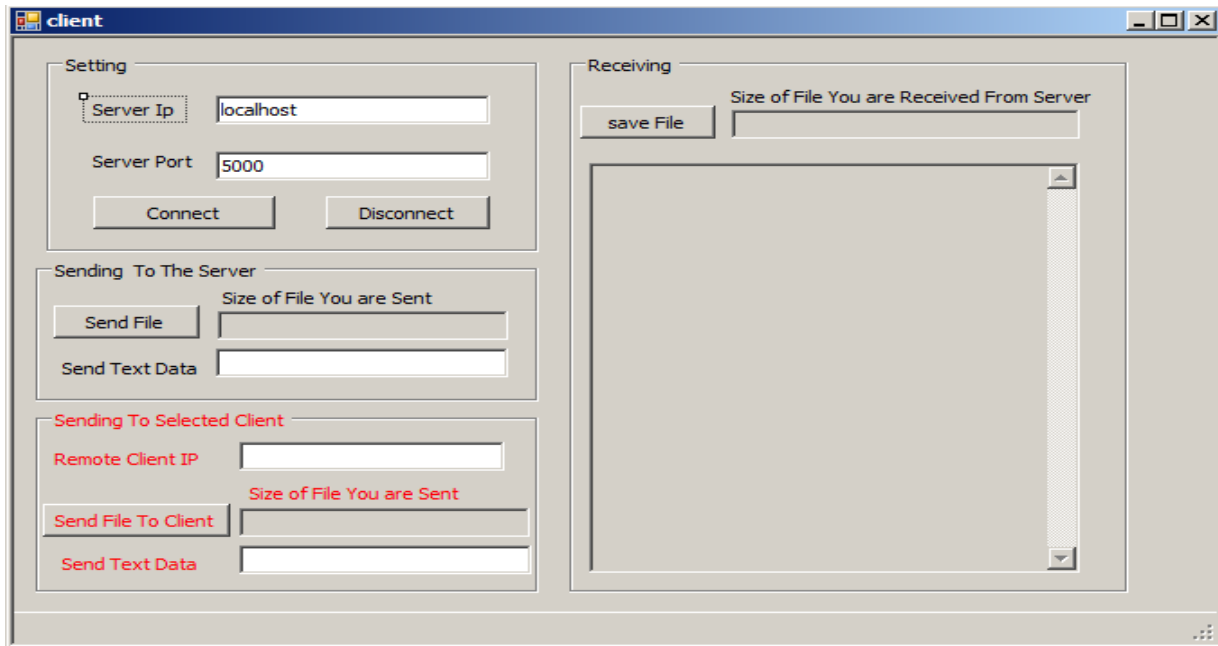 client
Setting
Server Ip
localhost
Server Port
5000
Connect
Disconnect
Sending To The Server
Size of File You are Sent
Send File
Send Text Data
Sending To Selected Client
Remote Client IP
Size of File You are Sent
Send File To Client
Send Text Data
Receiving
Size of File You are Received From Server
save File